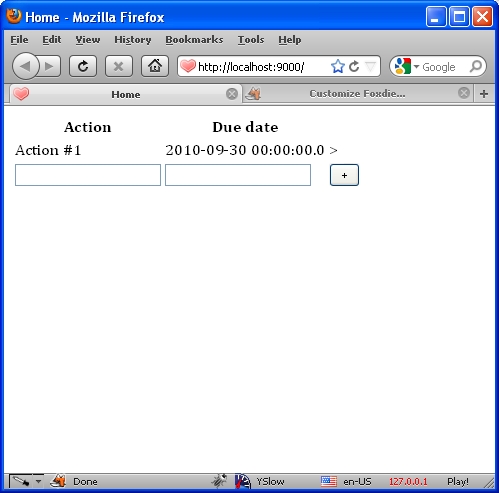 Home - Mozilla Firefox
File Edit View History Bookmarks Tools Help
http://localhost:9000/ Google
Home Customize Foxdie... +
Action Due date
Action #1 2010-09-30 00:00:00.0 >
+
Done YSlow en-US 127.0.0.1 Play!